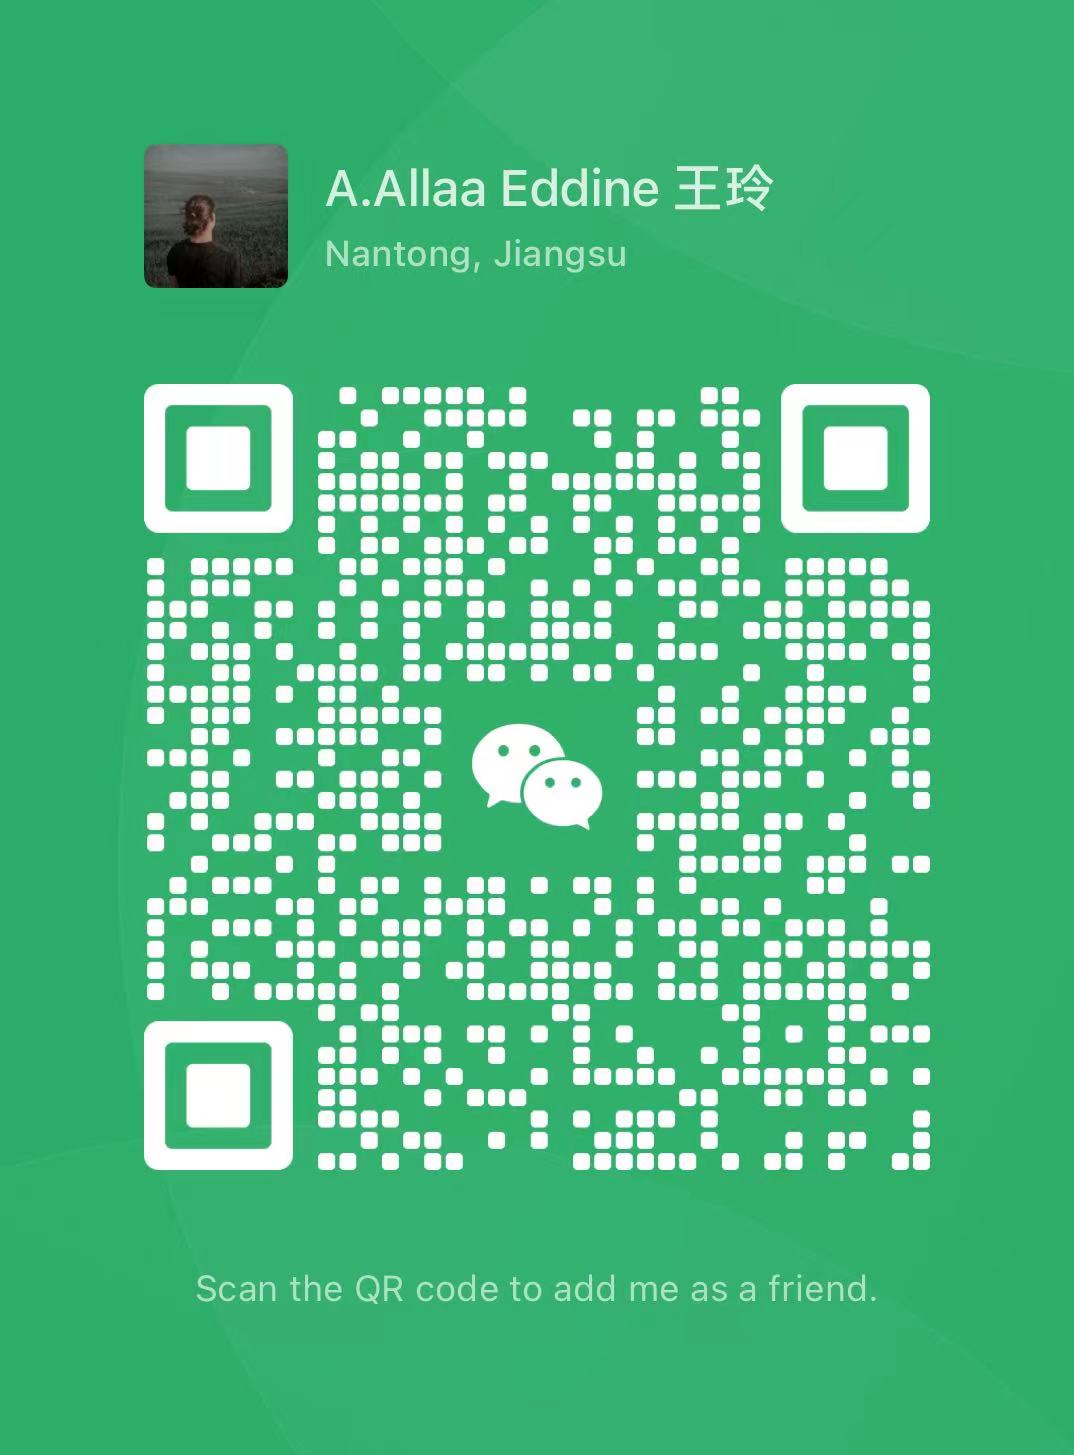 A.Allaa Eddine 王玲
Nantong, Jiangsu
Scan the QR code to add me as a friend.